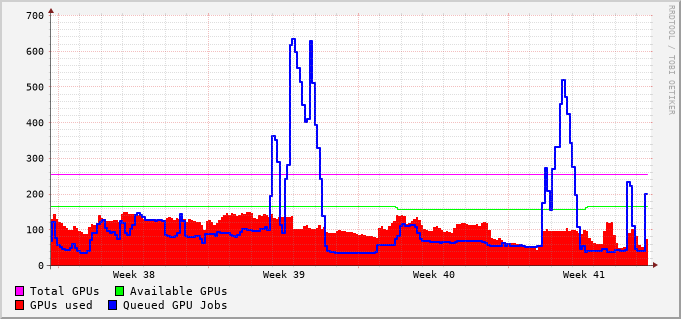 700
600
500
400
300
200
100
0
Week 38 Week 39 Week 40 Week 41
Total GPUs Available GPUs
GPUs used Queued GPU Jobs
RRDTOOL / TOBI OETIKER